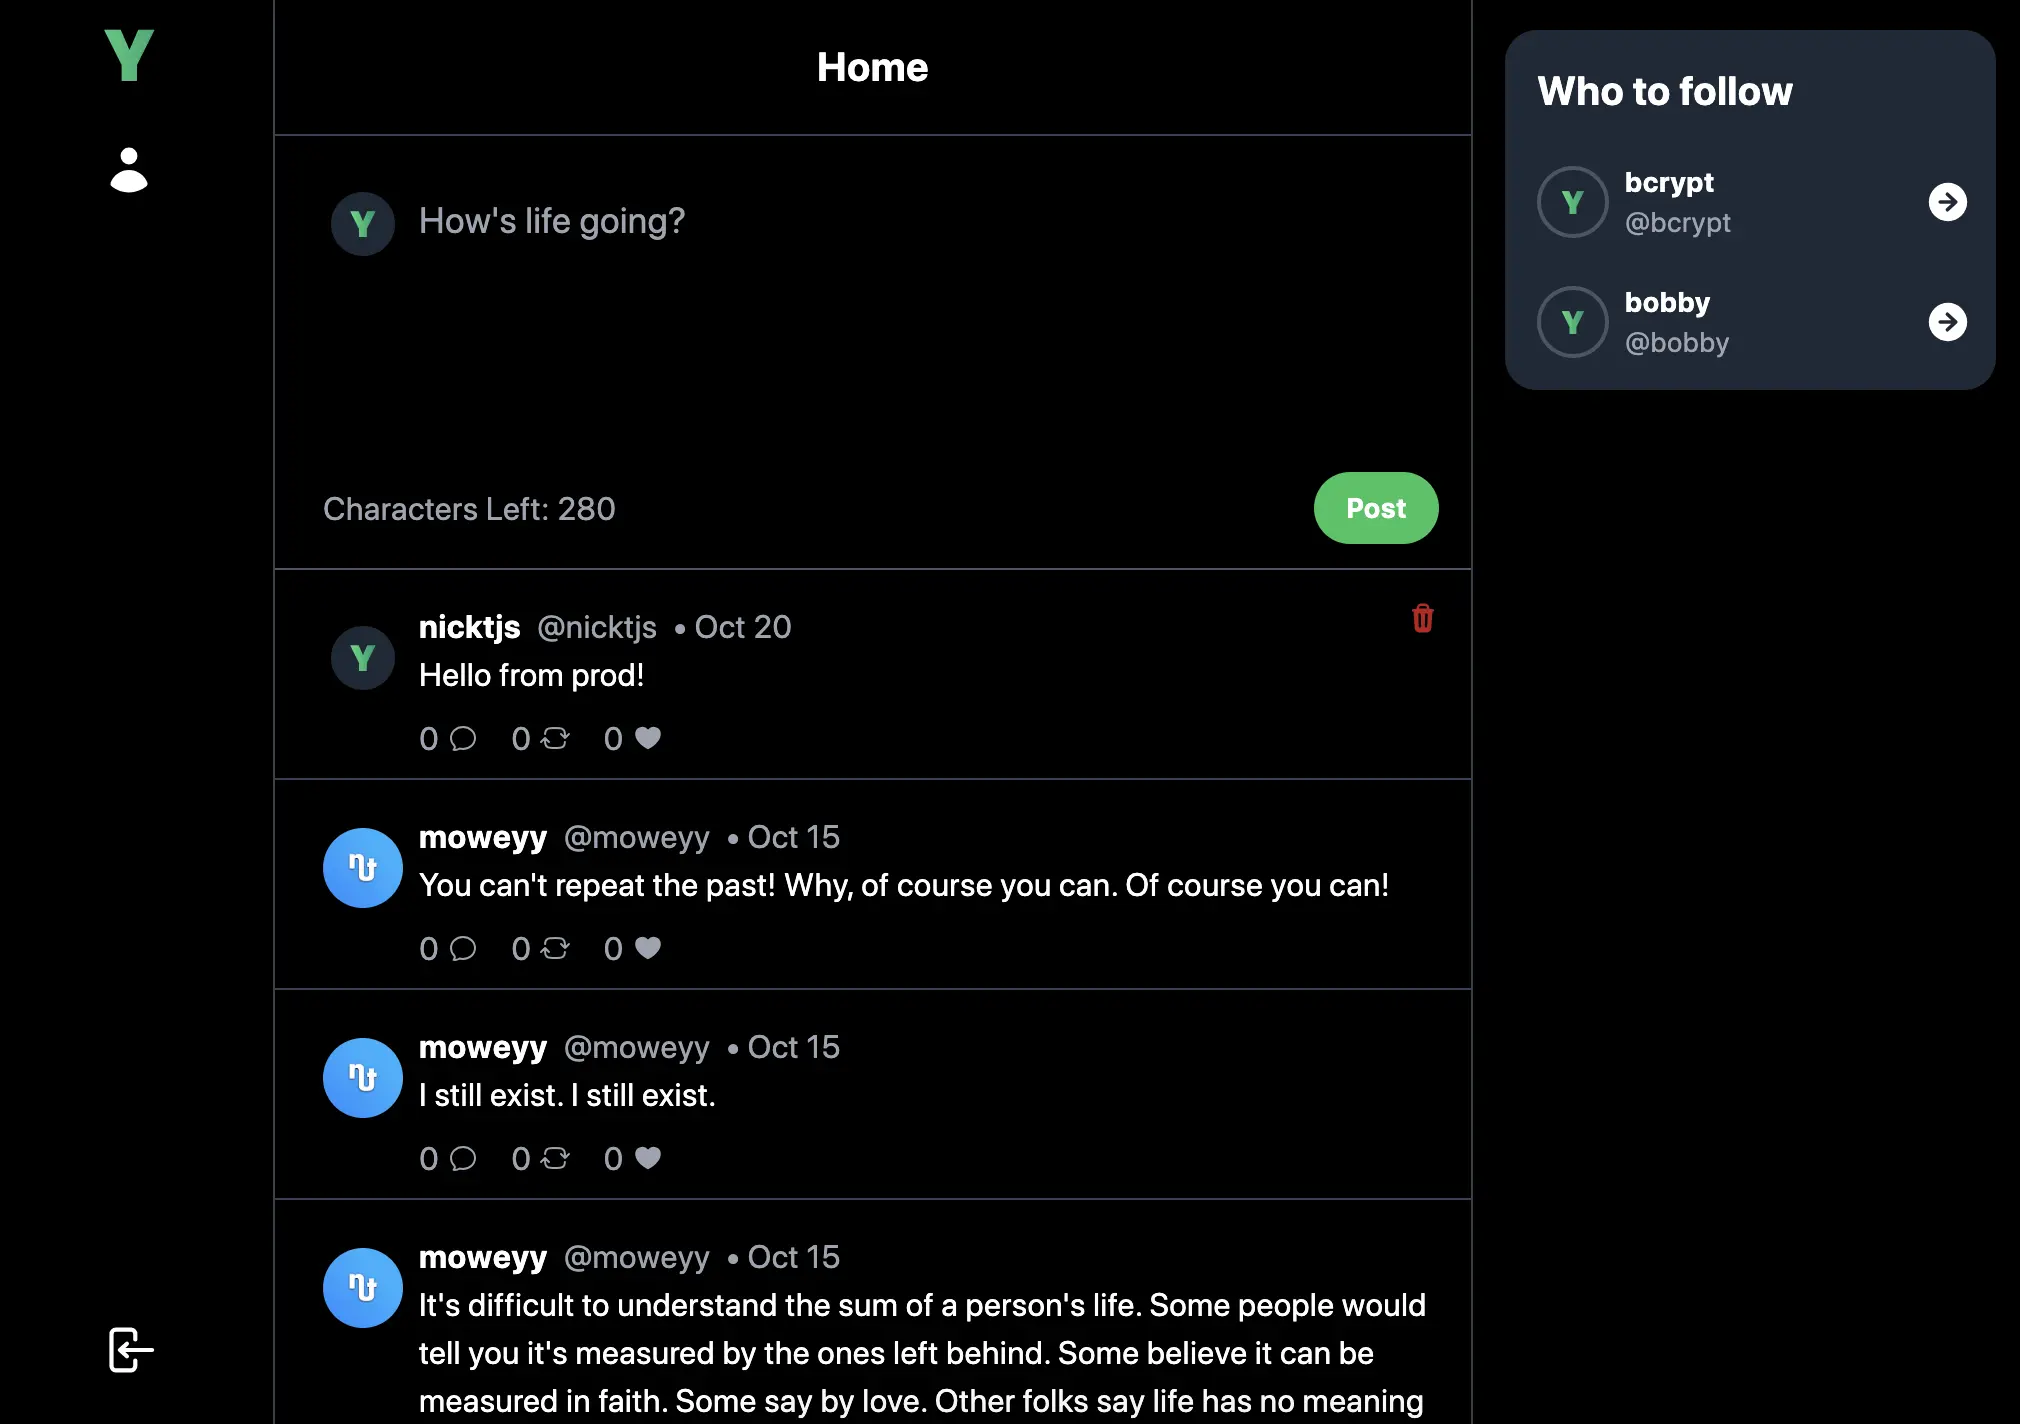 Y
Home
Y
How's life going?
Characters Left: 280
Post
Y
nicktjs @nicktjs • Oct 20
Hello from prod!
0 0 0
moweyy @moweyy • Oct 15
You can't repeat the past! Why, of course you can. Of course you can!
0 0 0
moweyy @moweyy • Oct 15
I still exist. I still exist.
0 0 0
moweyy @moweyy • Oct 15
It's difficult to understand the sum of a person's life. Some people would
tell you it's measured by the ones left behind. Some believe it can be
measured in faith. Some say by love. Other folks say life has no meaning
Who to follow
Y
bcrypt
@bcrypt
Y
bobby
@bobby